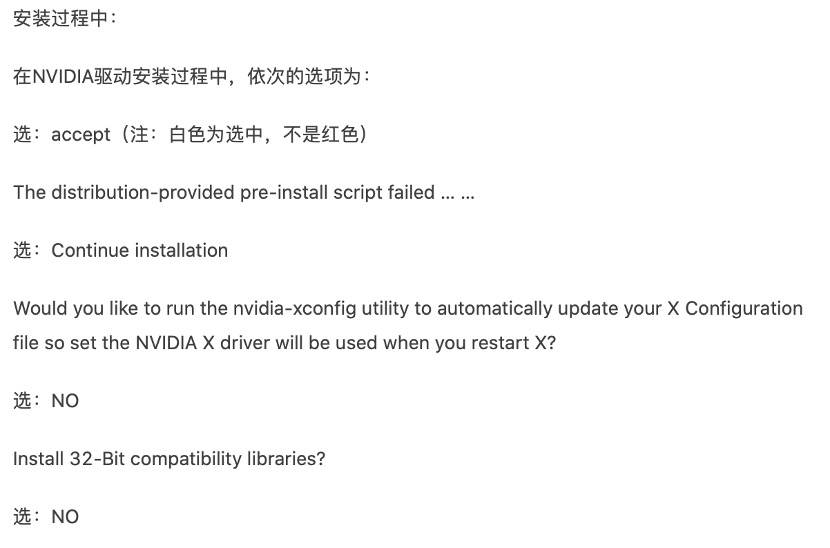 安装过程中：
在NVIDIA驱动安装过程中，依次的选项为：
选：accept（注：白色为选中，不是红色）
The distribution-provided pre-install script failed ... ...
选：Continue installation
Would you like to run the nvidia-xconfig utility to automatically update your X Configuration
file so set the NVIDIA X driver will be used when you restart X?
选：NO
Install 32-Bit compatibility libraries?
选：NO